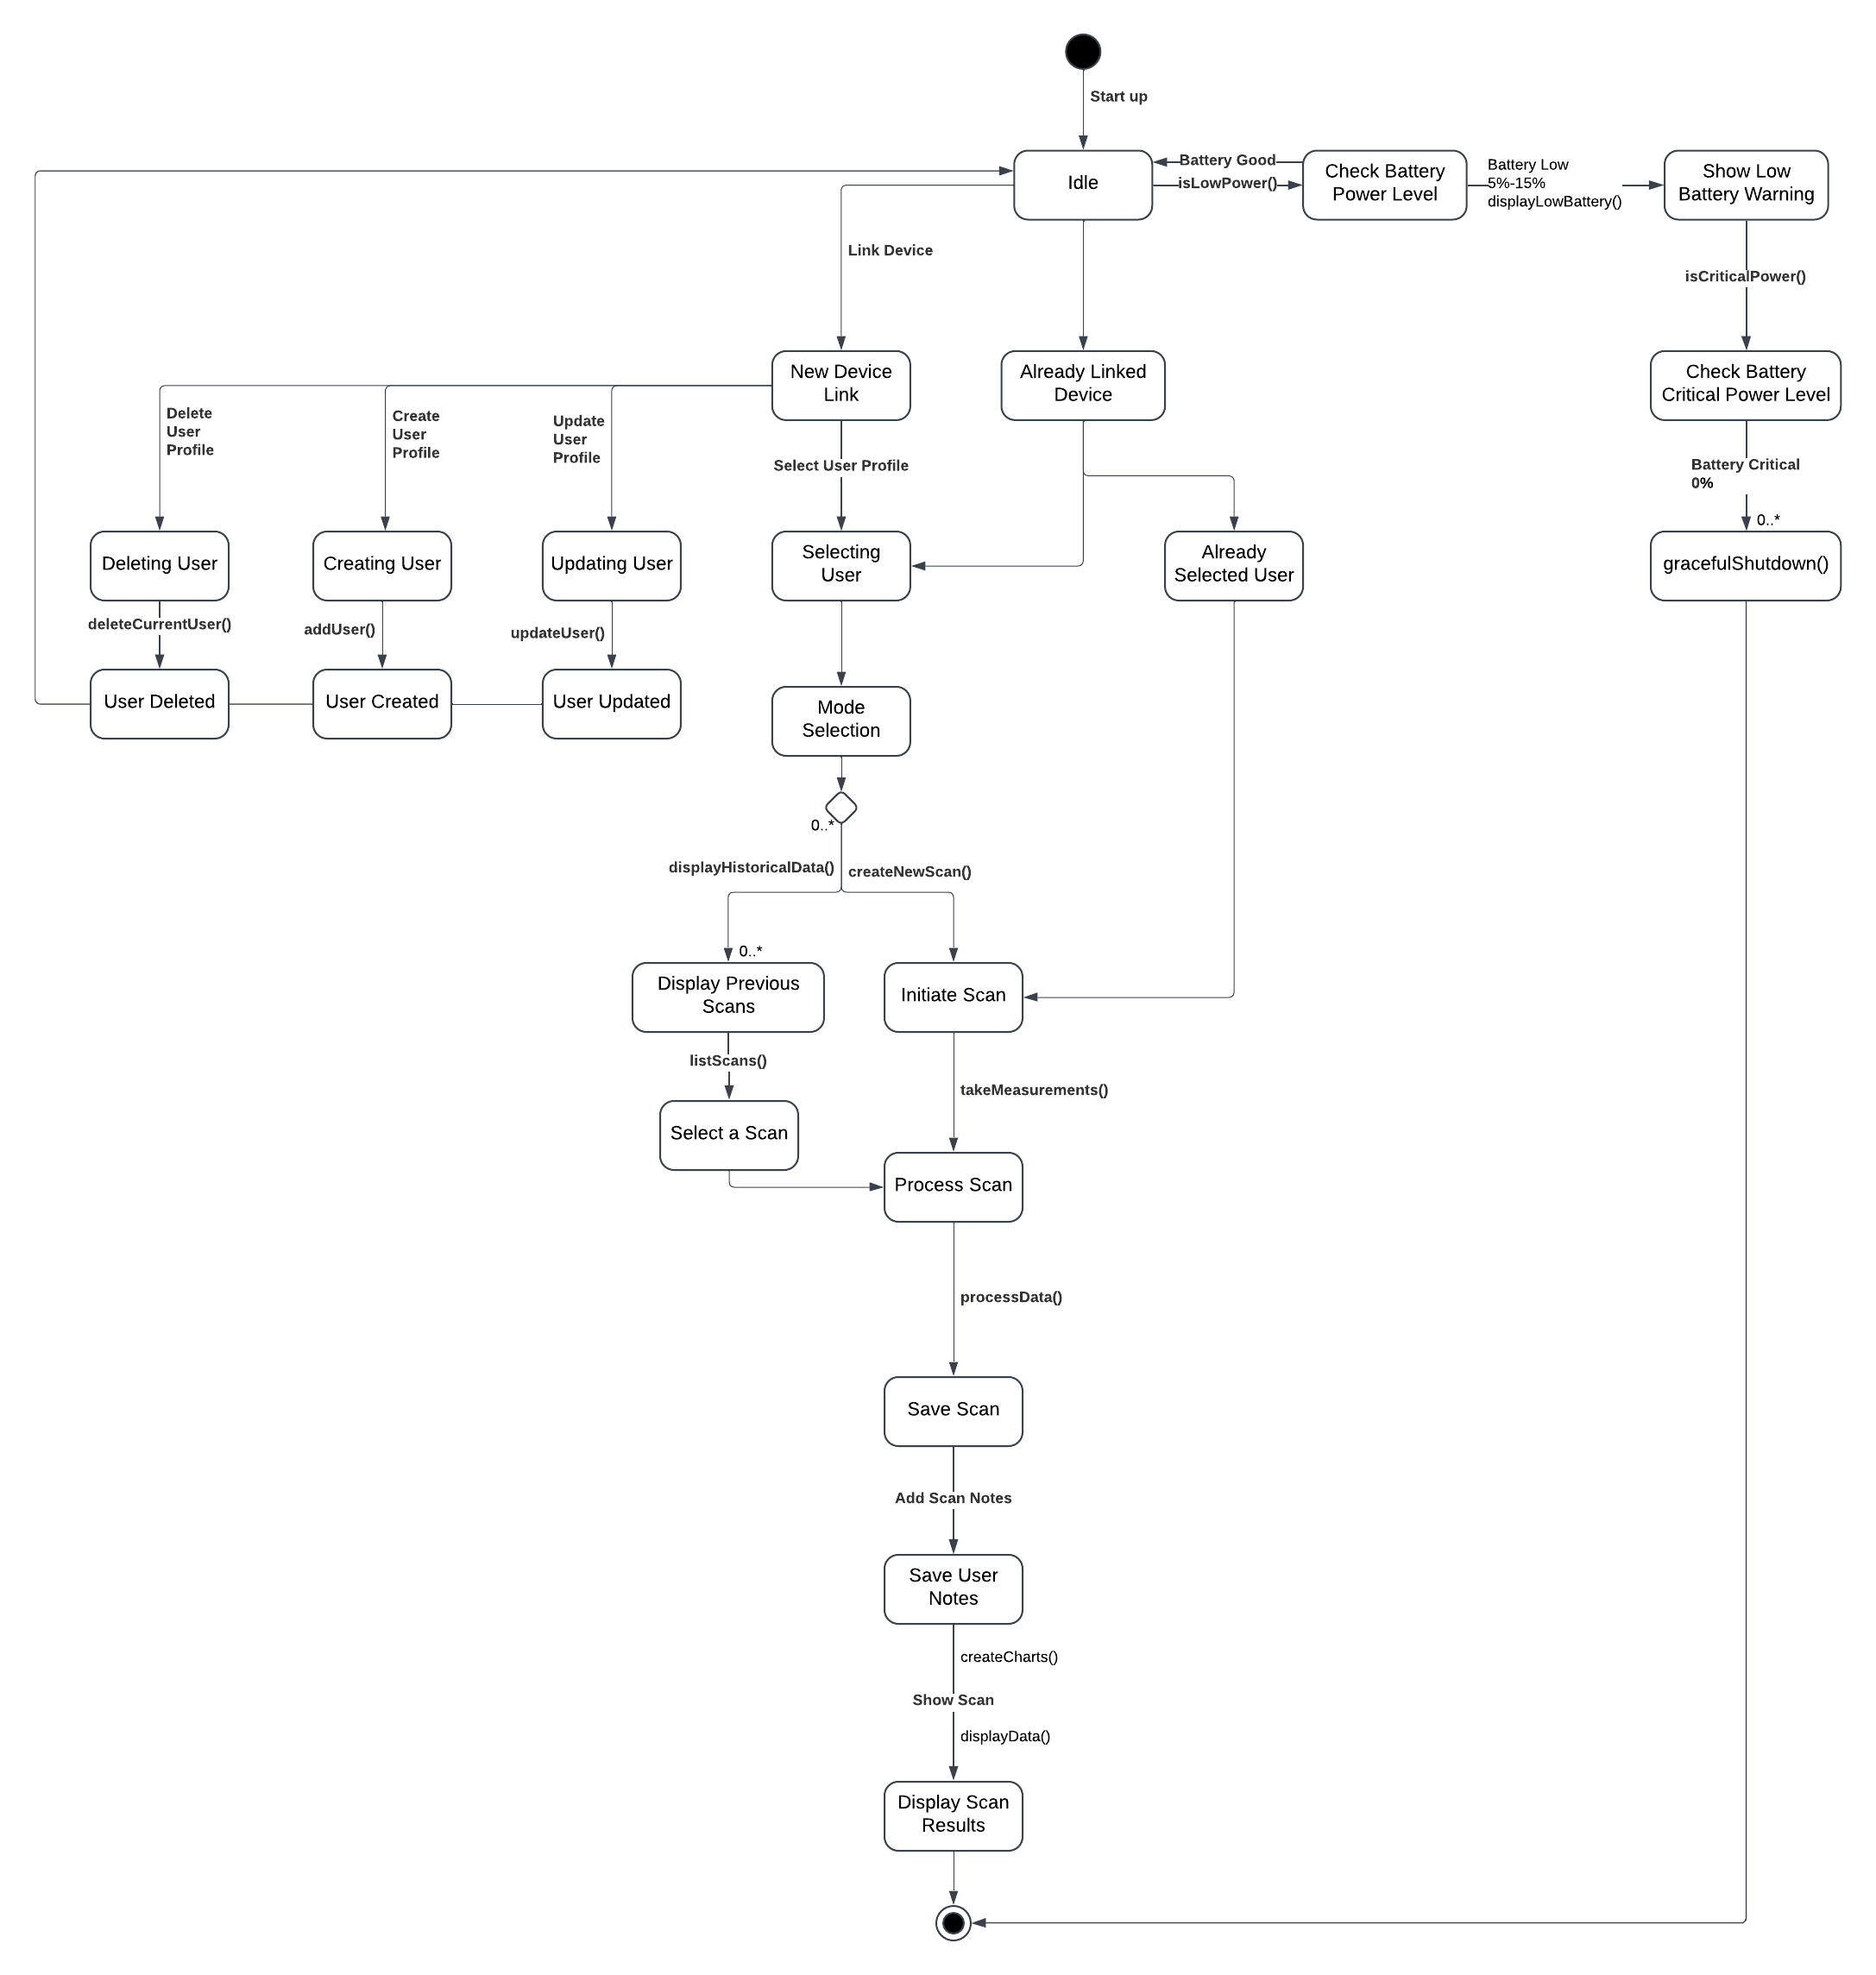 Start up
Idle
Battery Good
isLowPower()
Check Battery
Power Level
Battery Low
5%-15%
displayLowBattery()
Show Low
Battery Warning
Link Device
isCriticalPower()
New Device
Link
Already Linked
Device
Check Battery
Critical Power Level
Delete
User
Profile
Create
User
Profile
Update
User
Profile
Select User Profile
Battery Critical
0%
0..*
Deleting User
Creating User
Updating User
Selecting
User
Already
Selected User
gracefulShutdown()
deleteCurrentUser()
addUser()
updateUser()
User Deleted
User Created
User Updated
Mode
Selection
0..*
displayHistoricalData()
createNewScan()
0..*
Display Previous
Scans
Initiate Scan
listScans()
takeMeasurements()
Select a Scan
Process Scan
processData()
Save Scan
Add Scan Notes
Save User
Notes
createCharts()
Show Scan
displayData()
Display Scan
Results